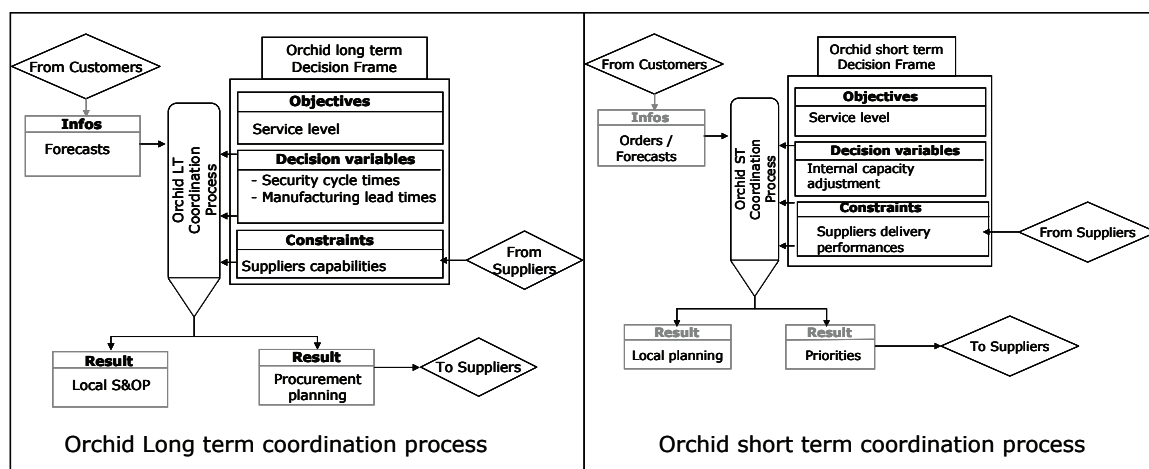 From Customers
Orchid long term
Decision Frame
Infos
Forecasts
Orchid LT
Coordination
Process
Objectives
Service level
Decision variables
- Security cycle times
- Manufacturing lead times
Constraints
Suppliers capabilities
From
Suppliers
Result
Local S&OP
Result
Procurement
planning
To Suppliers
Orchid Long term coordination process
From Customers
Orchid short term
Decision Frame
Infos
Orders /
Forecasts
Orchid ST
Coordination
Process
Objectives
Service level
Decision variables
Internal capacity
adjustment
Constraints
Suppliers delivery
performances
From Suppliers
Result
Local planning
Result
Priorities
To Suppliers
Orchid short term coordination process